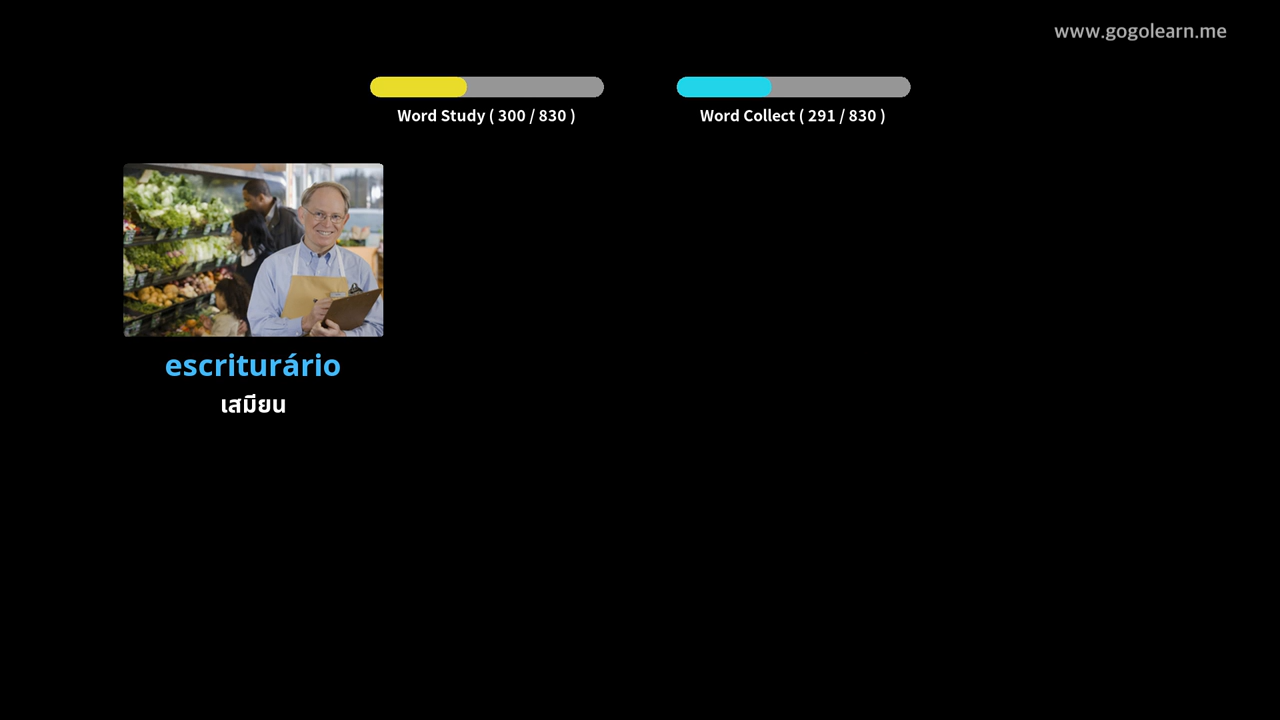 www.gogolearn.me
Word Study ( 300 / 830 )
Word Collect ( 291 / 830 )
escriturário
เสมียน